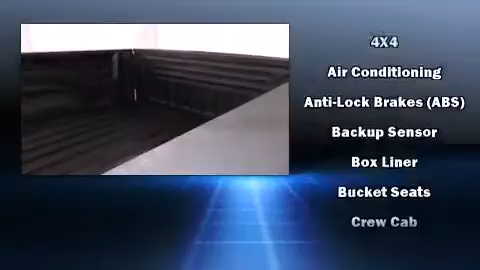 4X4
Air Conditioning
Anti-Lock Brakes (ABS)
Backup Sensor
Box Liner
Bucket Seats
Crew Cab